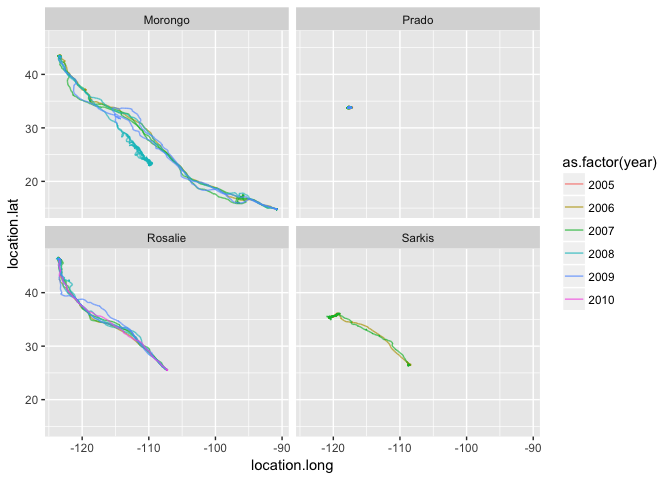 Morongo
Prado
40
30
20
Rosalie
Sarkis
40
30
20
-120
-110
-100
-90
-120
-110
-100
-90
location.long
location.lat
as.factor(year)
2005
2006
2007
2008
2009
2010